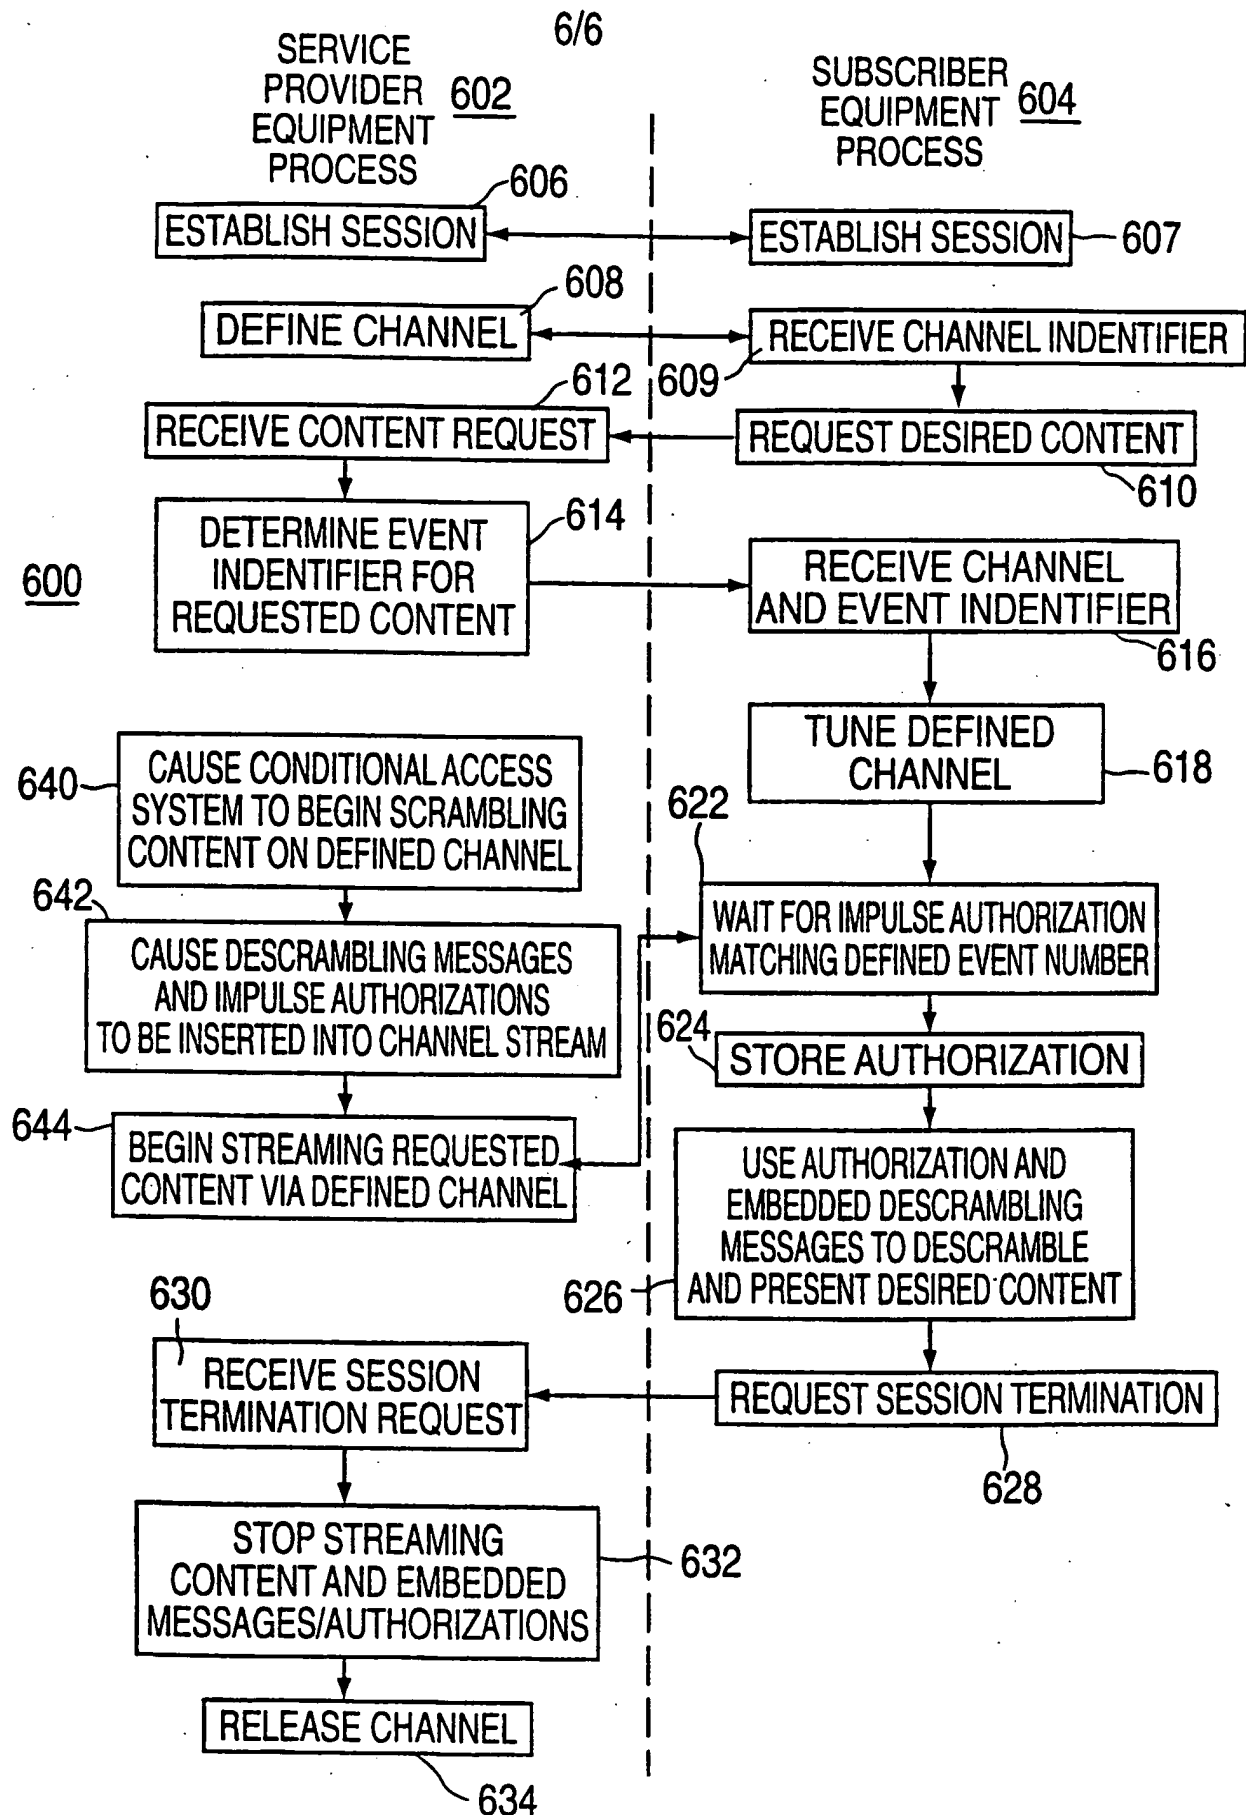 6/6
SERVICE
PROVIDER
EQUIPMENT
PROCESS
602
SUBSCRIBER
EQUIPMENT
PROCESS
604
606
ESTABLISH SESSION
ESTABLISH SESSION
607
608
DEFINE CHANNEL
RECEIVE CHANNEL INDENTIFIER
609
612
RECEIVE CONTENT REQUEST
REQUEST DESIRED CONTENT
610
614
DETERMINE EVENT
INDENTIFIER FOR
REQUESTED CONTENT
600
RECEIVE CHANNEL
AND EVENT INDENTIFIER
616
TUNE DEFINED
CHANNEL
618
640
CAUSE CONDITIONAL ACCESS
SYSTEM TO BEGIN SCRAMBLING
CONTENT ON DEFINED CHANNEL
622
WAIT FOR IMPULSE AUTHORIZATION
MATCHING DEFINED EVENT NUMBER
642
CAUSE DESCRAMBLING MESSAGES
AND IMPULSE AUTHORIZATIONS
TO BE INSERTED INTO CHANNEL STREAM
624
STORE AUTHORIZATION
644
BEGIN STREAMING REQUESTED
CONTENT VIA DEFINED CHANNEL
USE AUTHORIZATION AND
EMBEDDED DESCRAMBLING
MESSAGES TO DESCRAMBLE
AND PRESENT DESIRED CONTENT
626
630
RECEIVE SESSION
TERMINATION REQUEST
REQUEST SESSION TERMINATION
628
STOP STREAMING
CONTENT AND EMBEDDED
MESSAGES/AUTHORIZATIONS
632
RELEASE CHANNEL
634